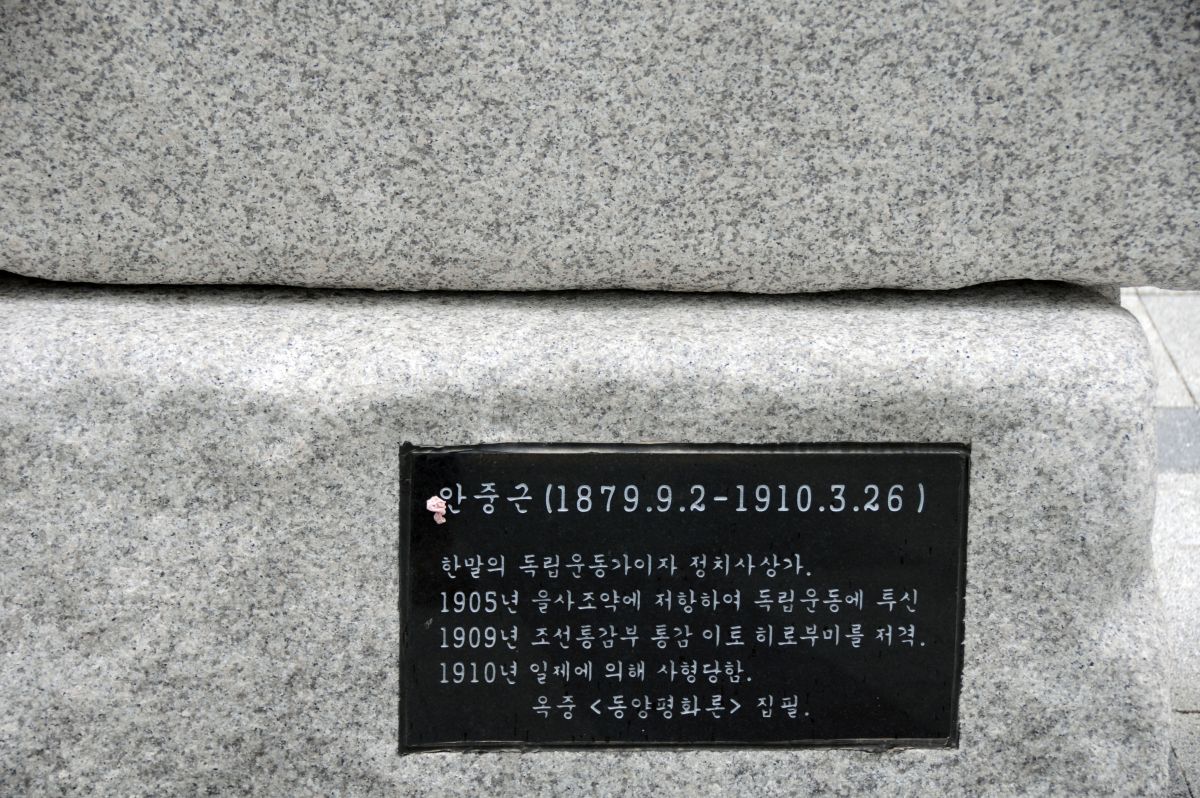 안중근(1879.9.2-1910.3.26)
한말의 독립운동가이자 정치사상가.
1905년 을사조약에 저항하여 독립운동에 투신
1909년 조선통감부 통감 이토 히로부미를 저격.
1910년 일제에 의해 사형당함.
옥중 <동양평화론> 집필.